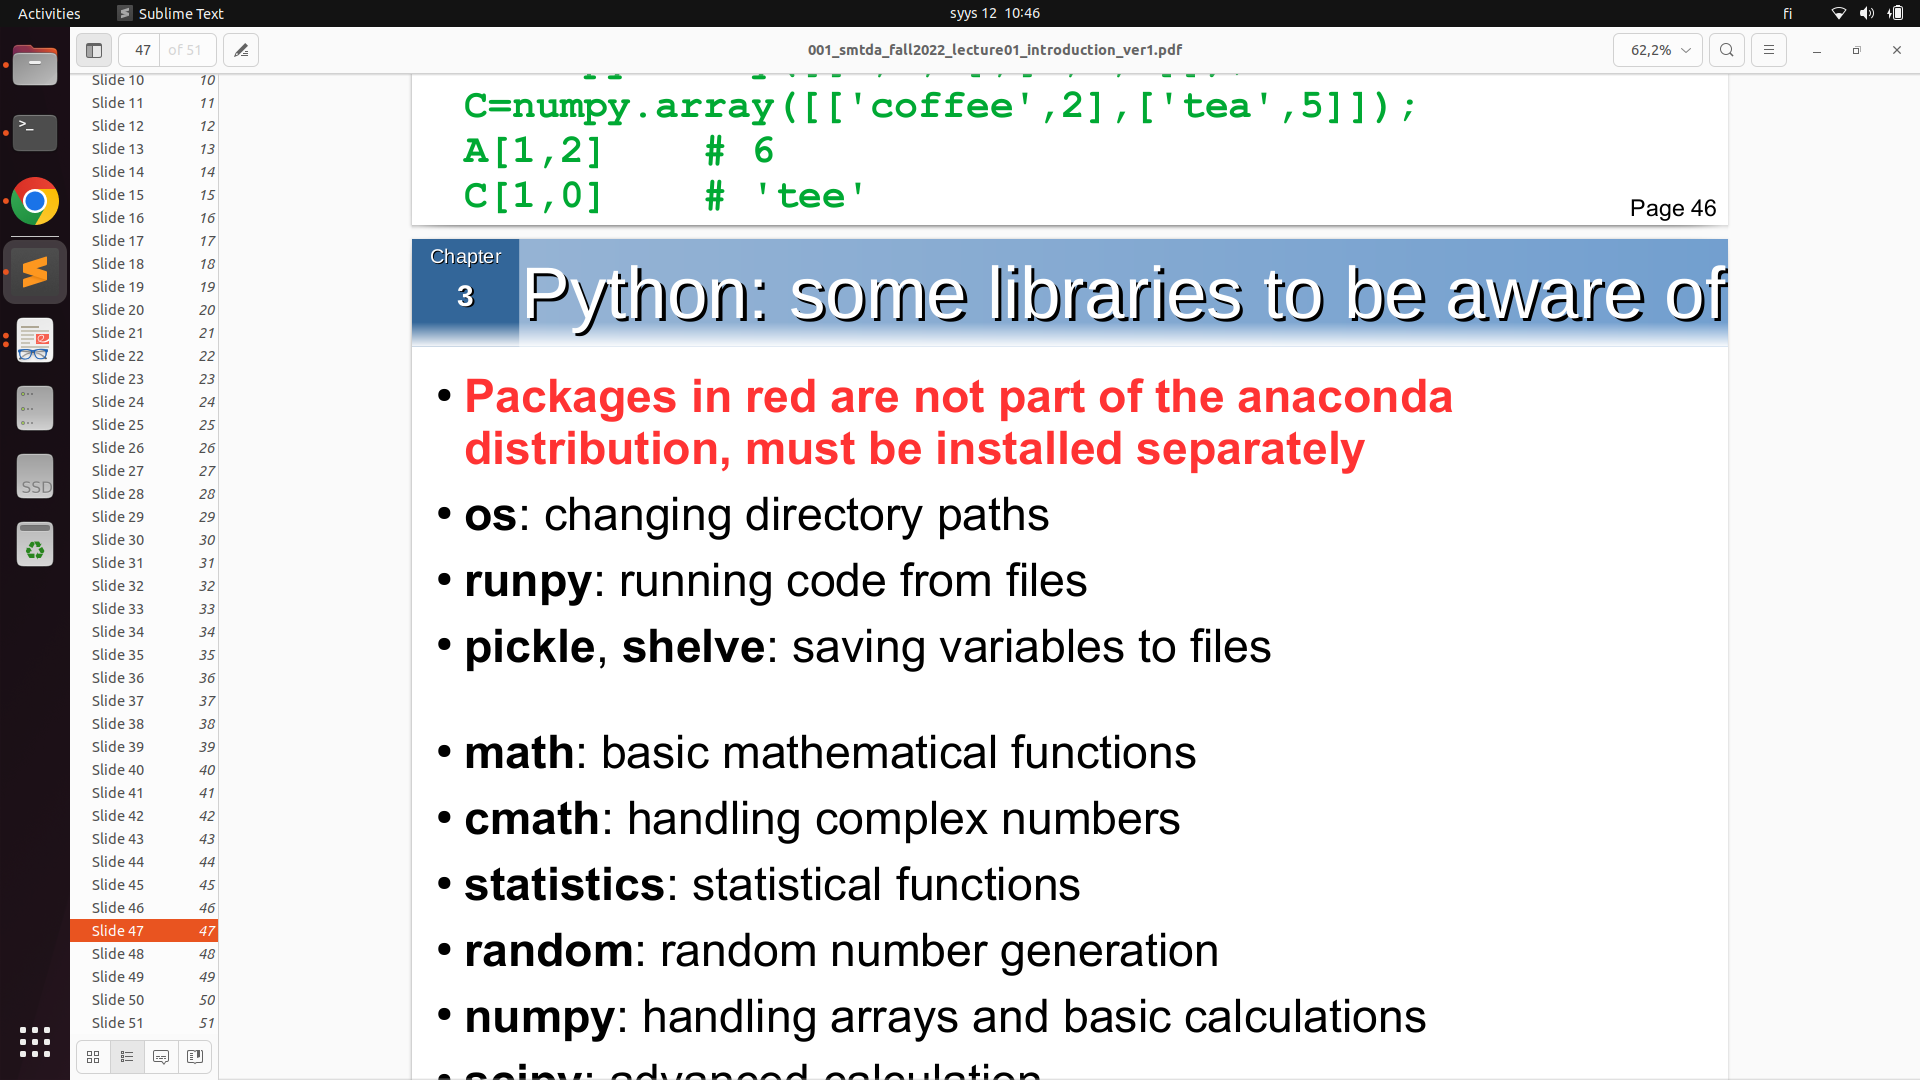 Activities Sublime Text syys 12 10:46 fi
47 of 51 001_smtda_fall2022_lecture01_introduction_ver1.pdf 62,2%
Slide 10 10
Slide 11 11
Slide 12 12
Slide 13 13
Slide 14 14
Slide 15 15
Slide 16 16
Slide 17 17
Slide 18 18
Slide 19 19
Slide 20 20
Slide 21 21
Slide 22 22
Slide 23 23
Slide 24 24
Slide 25 25
Slide 26 26
Slide 27 27
Slide 28 28
Slide 29 29
Slide 30 30
Slide 31 31
Slide 32 32
Slide 33 33
Slide 34 34
Slide 35 35
Slide 36 36
Slide 37 37
Slide 38 38
Slide 39 39
Slide 40 40
Slide 41 41
Slide 42 42
Slide 43 43
Slide 44 44
Slide 45 45
Slide 46 46
Slide 47 47
Slide 48 48
Slide 49 49
Slide 50 50
Slide 51 51
SSD
C=numpy.array([['coffee',2],['tea',5]]);
A[1,2] # 6
C[1,0] # 'tee'
Page 46
Chapter
3
Python: some libraries to be aware of
• Packages in red are not part of the anaconda
distribution, must be installed separately
• os: changing directory paths
• runpy: running code from files
• pickle, shelve: saving variables to files
• math: basic mathematical functions
• cmath: handling complex numbers
• statistics: statistical functions
• random: random number generation
• numpy: handling arrays and basic calculations
• scipy: advanced calculation